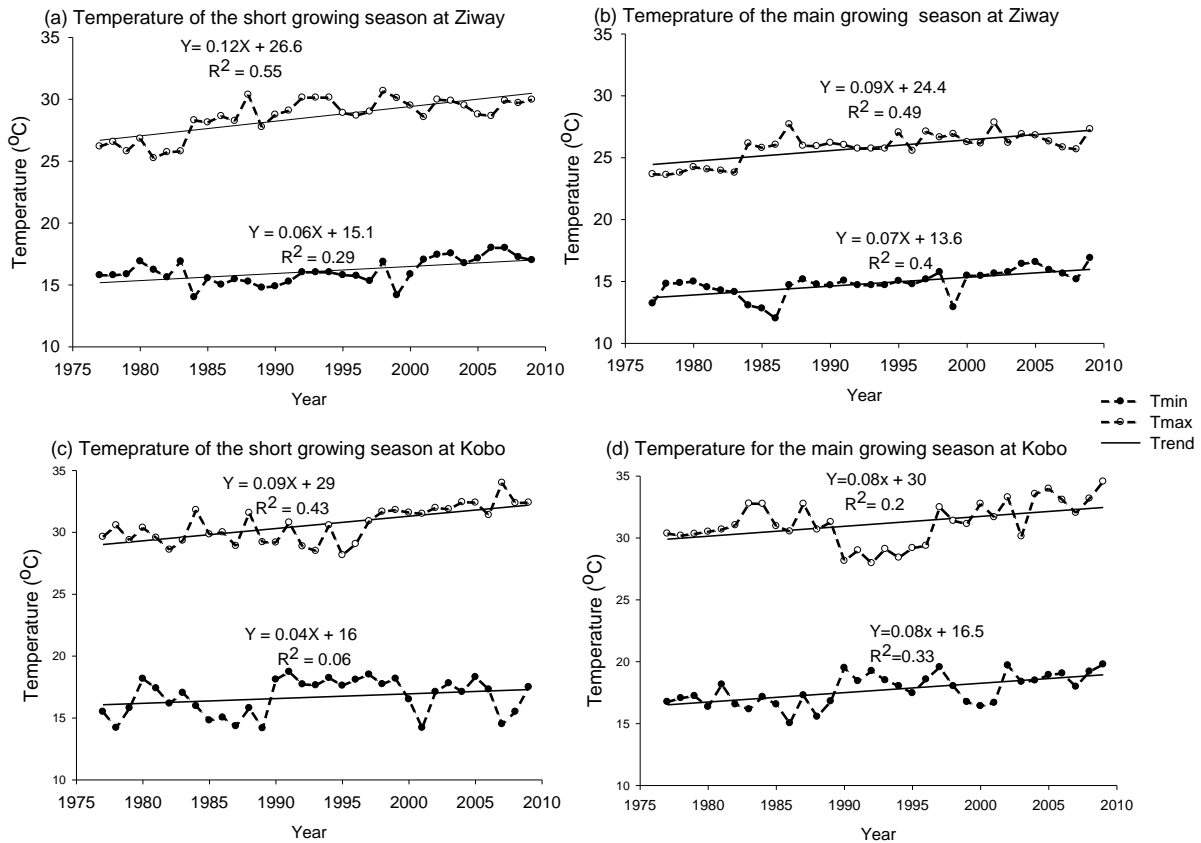 (a) Temperature of the short growing season at Ziway
Y= 0.12X + 26.6
R2 = 0.55
Y = 0.06X + 15.1
R2 = 0.29
Temperature (OC)
35
30
25
20
15
10
1975 1980 1985 1990 1995 2000 2005 2010
Year
(b) Temeprature of the main growing season at Ziway
Y = 0.09X + 24.4
R2 = 0.49
Y = 0.07X + 13.6
R2 = 0.4
Temperature (OC)
35
30
25
20
15
10
1975 1980 1985 1990 1995 2000 2005 2010
Year
Tmin
Tmax
Trend
(c) Temeprature of the short growing season at Kobo
Y = 0.09X + 29
R2 = 0.43
Y = 0.04X + 16
R2 = 0.06
Temperature (OC)
35
30
25
20
15
10
1975 1980 1985 1990 1995 2000 2005 2010
Year
(d) Temperature for the main growing season at Kobo
Y=0.08x + 30
R2= 0.2
Y=0.08x + 16.5
R2=0.33
Temperature (OC)
35
30
25
20
15
10
1975 1980 1985 1990 1995 2000 2005 2010
Year